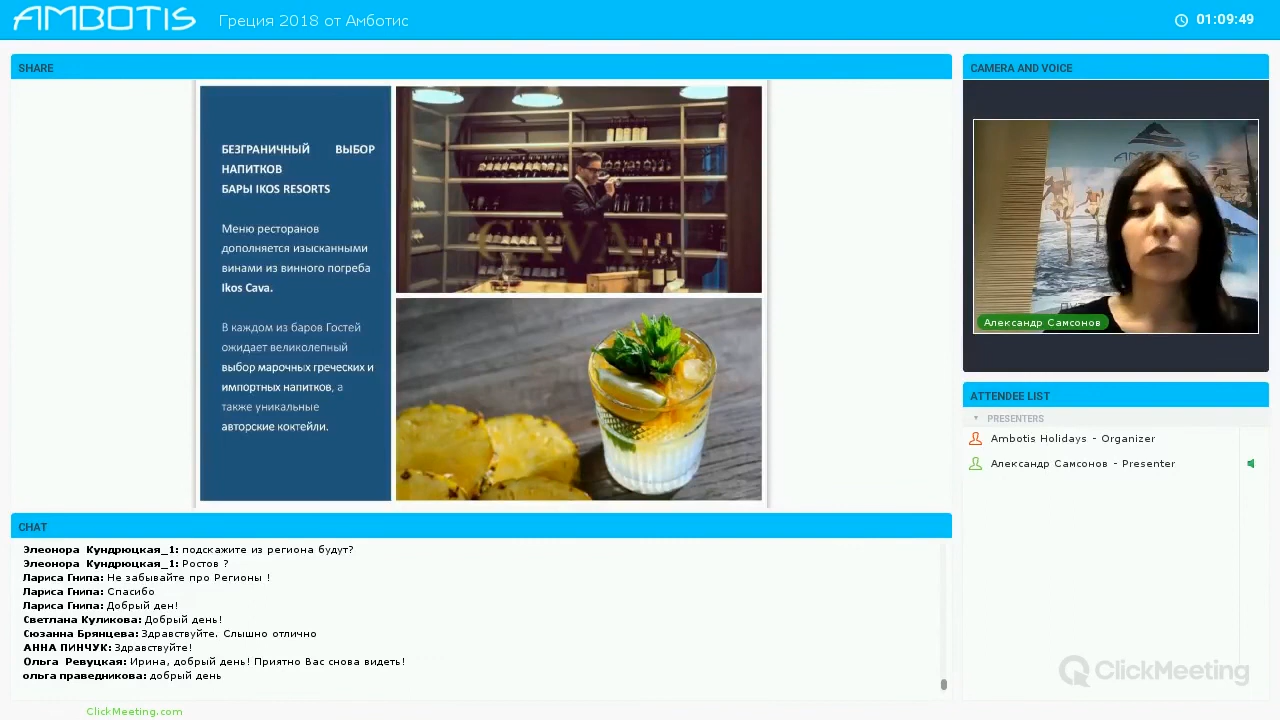 AMBOTIS
Греция 2018 от Амботис
01:09:49
SHARE
БЕЗГРАНИЧНЫЙ ВЫБОР
НАПИТКОВ
БАРЫ IKOS RESORTS
Меню ресторанов
дополняется изысканными
винами из винного погреба
Ikos Cava.
В каждом из баров Гостей
ожидает великолепный
выбор марочных греческих и
импортных напитков, а
также уникальные
авторские коктейли.
CAVA
CAMERA AND VOICE
AMBOTIS
Александр Самсонов
ATTENDEE LIST
PRESENTERS
Ambotis Holidays - Organizer
Александр Самсонов - Presenter
CHAT
Элеонора Кундрюцкая_1: подскажите из региона будут?
Элеонора Кундрюцкая_1: Ростов ?
Лариса Гнипа: Не забывайте про Регионы !
Лариса Гнипа: Спасибо
Лариса Гнипа: Добрый ден!
Светлана Куликова: Добрый день!
Сюзанна Брянцева: Здравствуйте. Слышно отлично
АННА ПИНЧУК: Здравствуйте!
Ольга Ревуцкая: Ирина, добрый день! Приятно Вас снова видеть!
ольга праведникова: добрый день
ClickMeeting
ClickMeeting.com